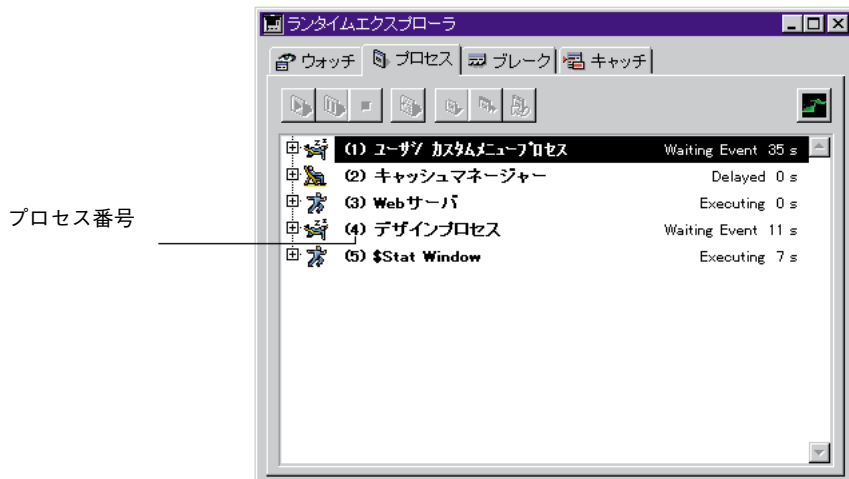 ランタイムエクスプローラ
ウォッチ プロセス ブレーク キャッチ
(1) ユーザ/ カスタムメニュープロセス Waiting Event 35 s
(2) キャッシュマネージャー Delayed 0 s
(3) Webサーバ Executing 0 s
プロセス番号
(4) デザインプロセス Waiting Event 11 s
(5) $Stat Window Executing 7 s